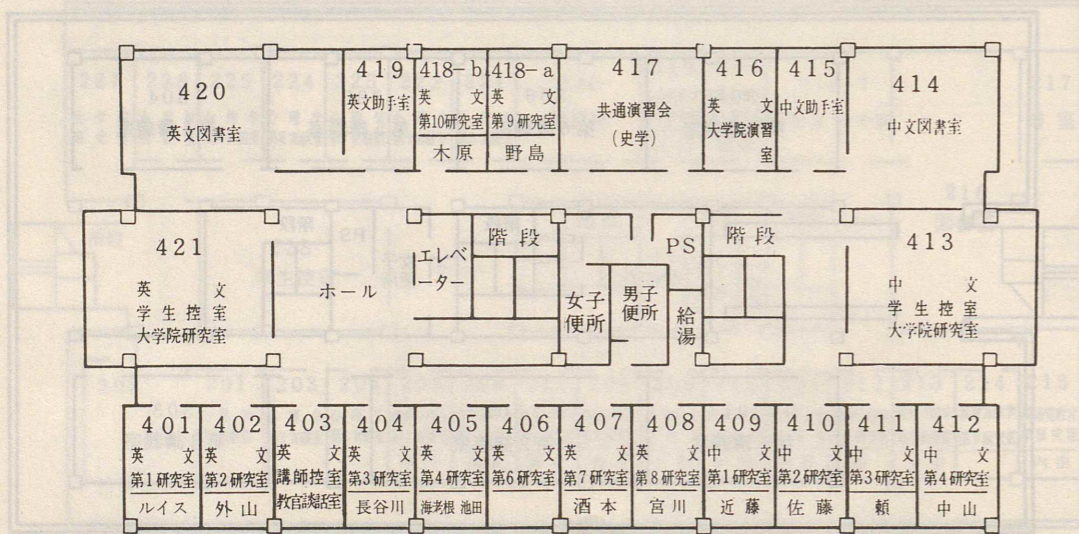 420
英文図書室
419
英文助手室
418-b
英 文
第10研究室
木原
418-a
英 文
第9研究室
野島
417
共通演習会
(史学)
416
英 文
大学院演習
室
415
中文助手室
414
中文図書室
421
英 文
学生控室
大学院研究室
ホール
エレベ
ーター
階段
女子
便所
男子
便所
PS
給
湯
階段
413
中 文
学生控室
大学院研究室
401
英 文
第1研究室
ルイス
402
英 文
第2研究室
外山
403
英 文
講師控室
教官談話室
404
英 文
第3研究室
長谷川
405
英 文
第4研究室
海老根 池田
406
英 文
第6研究室
407
英 文
第7研究室
酒本
408
英 文
第8研究室
宮川
409
中 文
第1研究室
近藤
410
中 文
第2研究室
佐藤
411
中 文
第3研究室
頼
412
中 文
第4研究室
中山